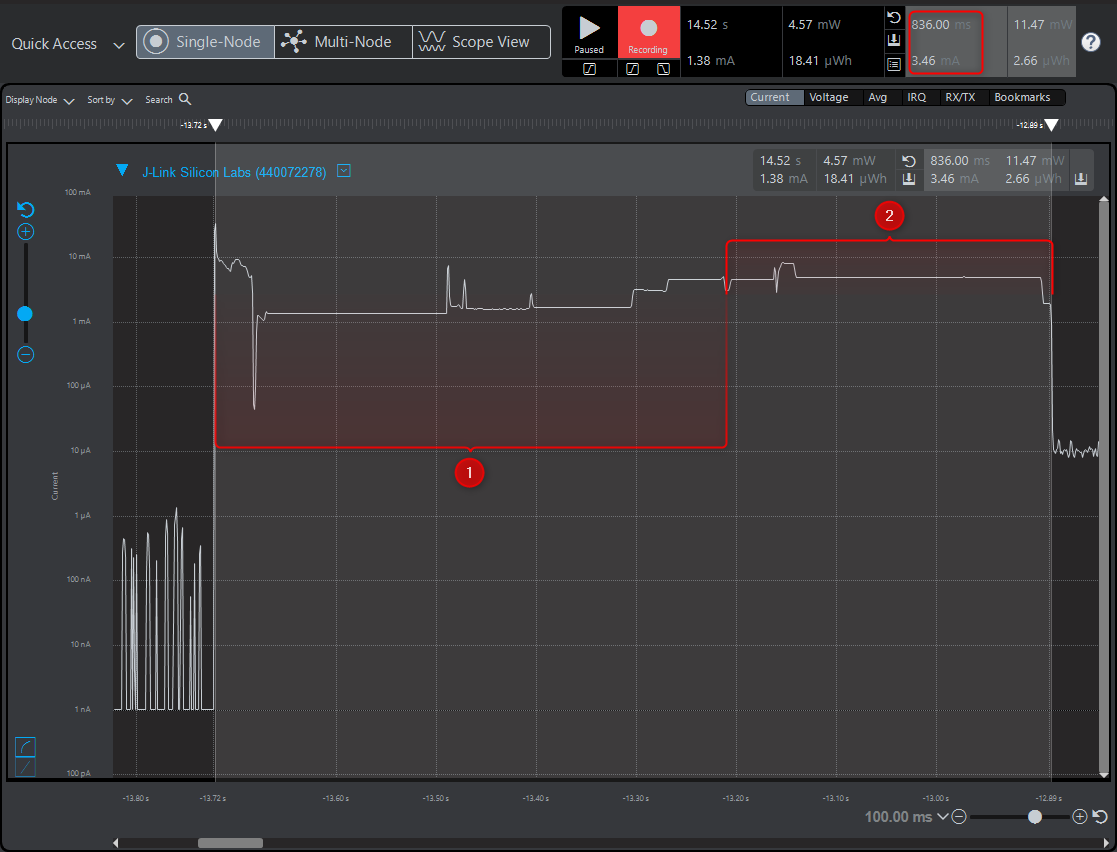 Quick Access
Single-Node
Multi-Node
Scope View
Paused
Recording
14.52 s
1.38 mA
4.57 mW
18.41 µWh
836.00 ms
3.46 mA
11.47 mW
2.66 µWh
?
Display Node
Sort by
Search
Current
Voltage
Avg
IRQ
RX/TX
Bookmarks
-13.72 s
-12.89 s
J-Link Silicon Labs (440072278)
14.52 s
4.57 mW
836.00 ms
11.47 mW
1.38 mA
18.41 µWh
3.46 mA
2.66 µWh
100 mA
10 mA
1 mA
100 µA
10 µA
1 µA
100 nA
10 nA
1 nA
100 pA
Current
1
2
-13.80 s
-13.72 s
-13.60 s
-13.50 s
-13.40 s
-13.30 s
-13.20 s
-13.10 s
-13.00 s
-12.89 s
100.00 ms